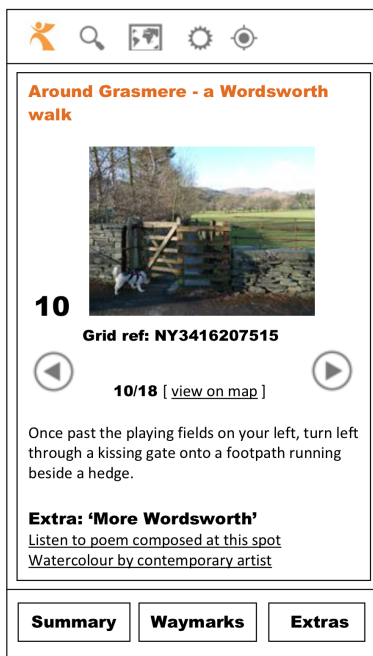 Around Grasmere - a Wordsworth
walk
10
Grid ref: NY3416207515
10/18 [ view on map ]
Once past the playing fields on your left, turn left
through a kissing gate onto a footpath running
beside a hedge.
Extra: ‘More Wordsworth’
Listen to poem composed at this spot
Watercolour by contemporary artist
Summary Waymarks Extras